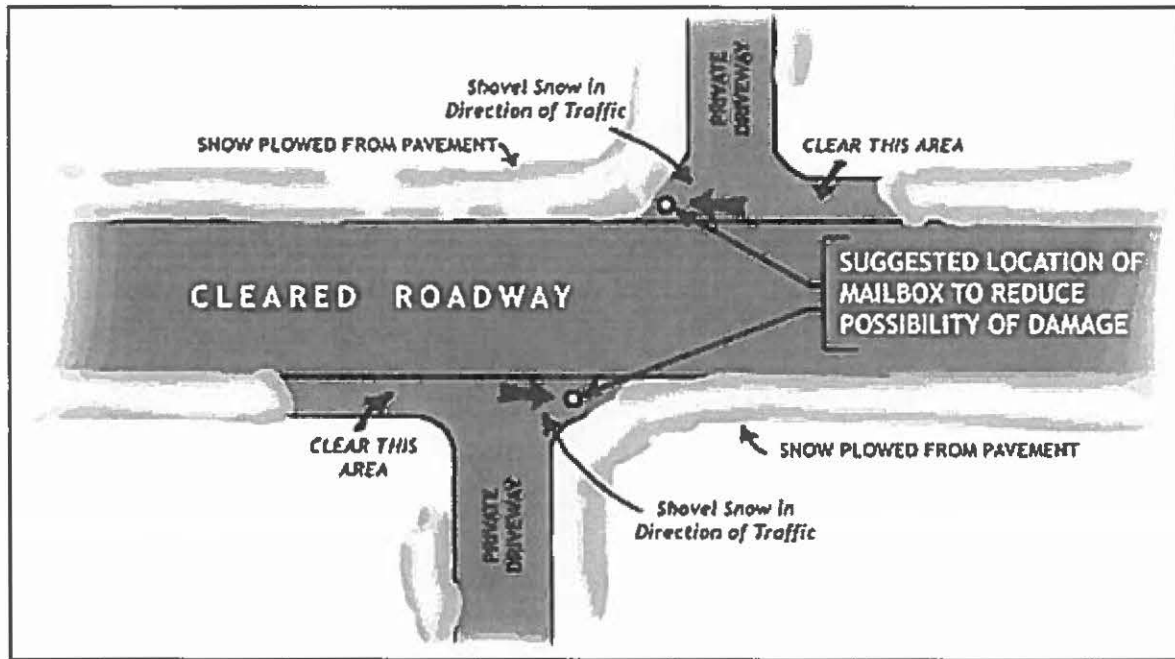 PRIVATE
DRIVEWAY
Shovel Snow in
Direction of Traffic
SNOW PLOWED FROM PAVEMENT
CLEAR THIS AREA
CLEARED ROADWAY
SUGGESTED LOCATION OF
MAILBOX TO REDUCE
POSSIBILITY OF DAMAGE
CLEAR THIS
AREA
SNOW PLOWED FROM PAVEMENT
PRIVATE
DRIVEWAY
Shovel Snow in
Direction of Traffic